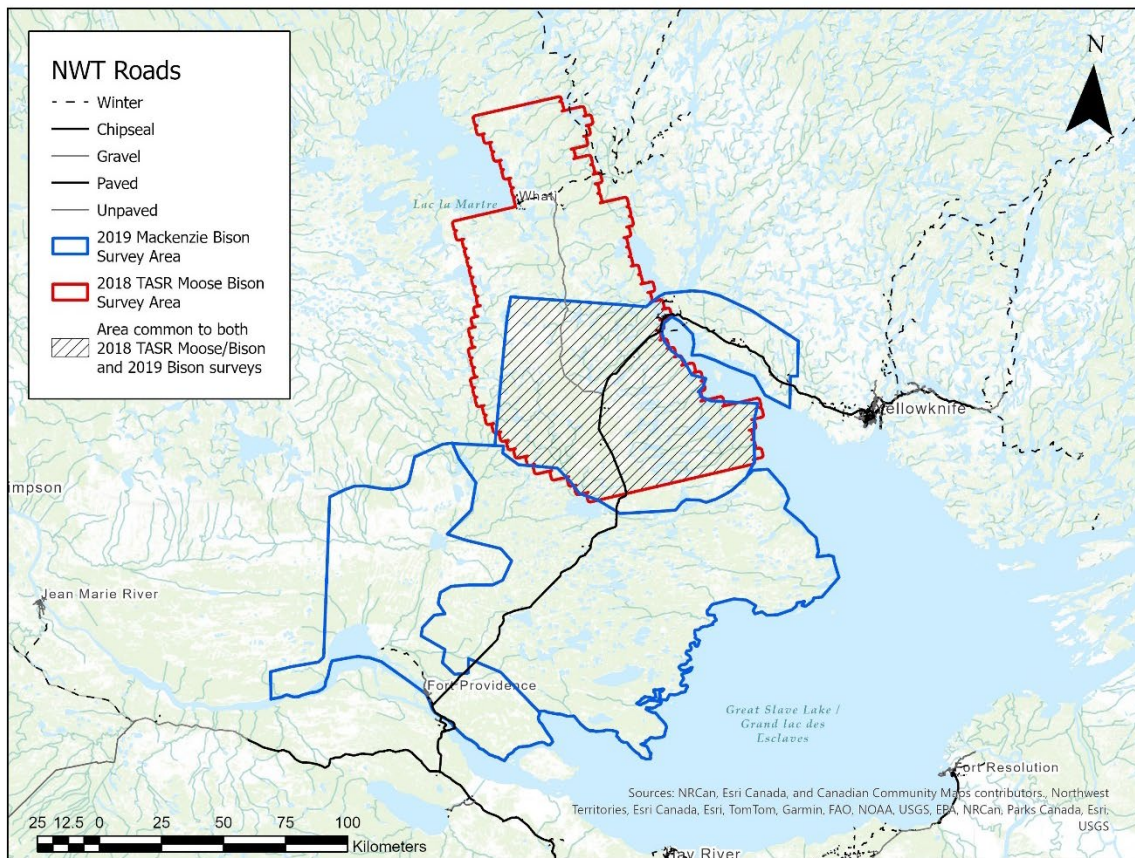 NWT Roads
Winter
Chipseal
Gravel
Paved
Unpaved
2019 Mackenzie Bison
Survey Area
2018 TASR Moose Bison
Survey Area
Area common to both
2018 TASR Moose/Bison
and 2019 Bison surveys
N
Lac la Martre
Whatì
Yellowknife
impson
Jean Marie River
Fort Providence
Great Slave Lake /
Grand lac des
Esclaves
Fort Resolution
Hay River
Sources: NRCan, Esri Canada, and Canadian Community Maps contributors., Northwest
Territories, Esri Canada, Esri, TomTom, Garmin, FAO, NOAA, USGS, EPA, NRCan, Parks Canada, Esri,
USGS
25 12.5 0 25 50 75 100
Kilometers